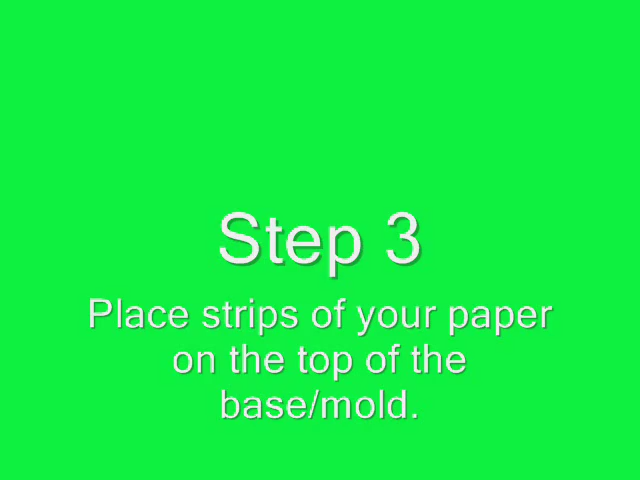 Step 3
Place strips of your paper
on the top of the
base/mold.